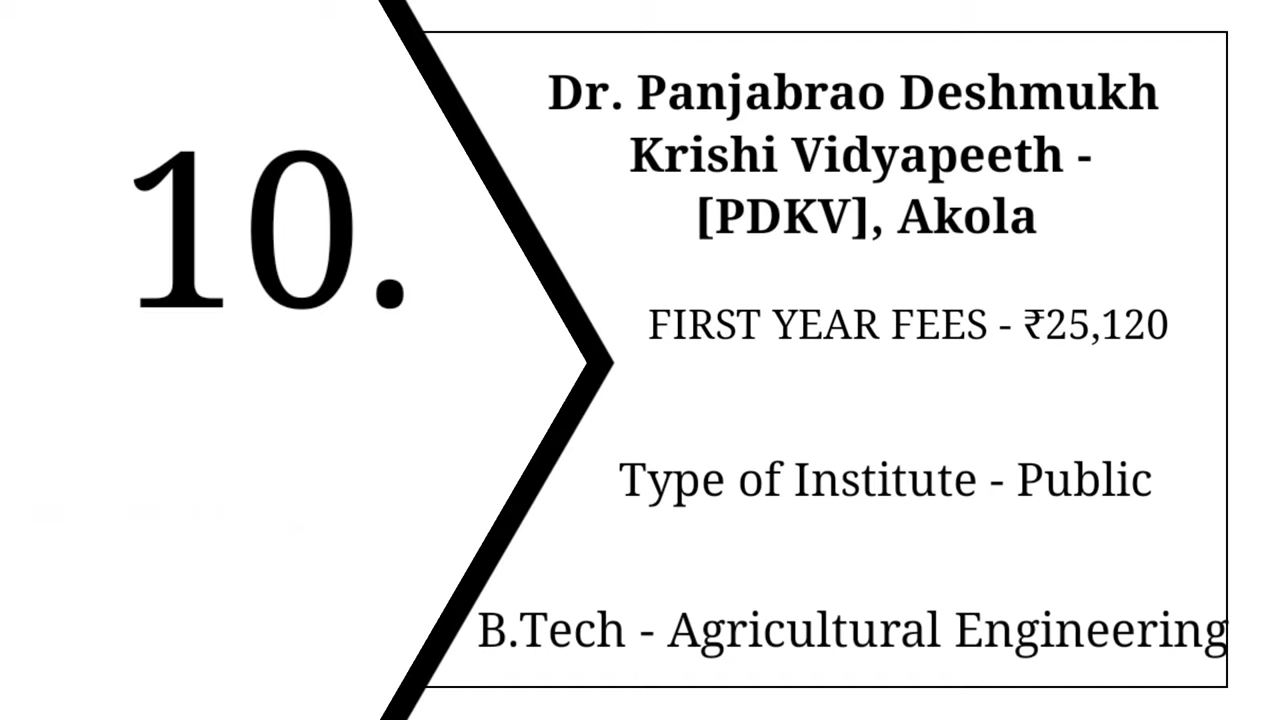 10.
Dr. Panjabrao Deshmukh
Krishi Vidyapeeth -
[PDKV], Akola
FIRST YEAR FEES - ₹25,120
Type of Institute - Public
B.Tech - Agricultural Engineering